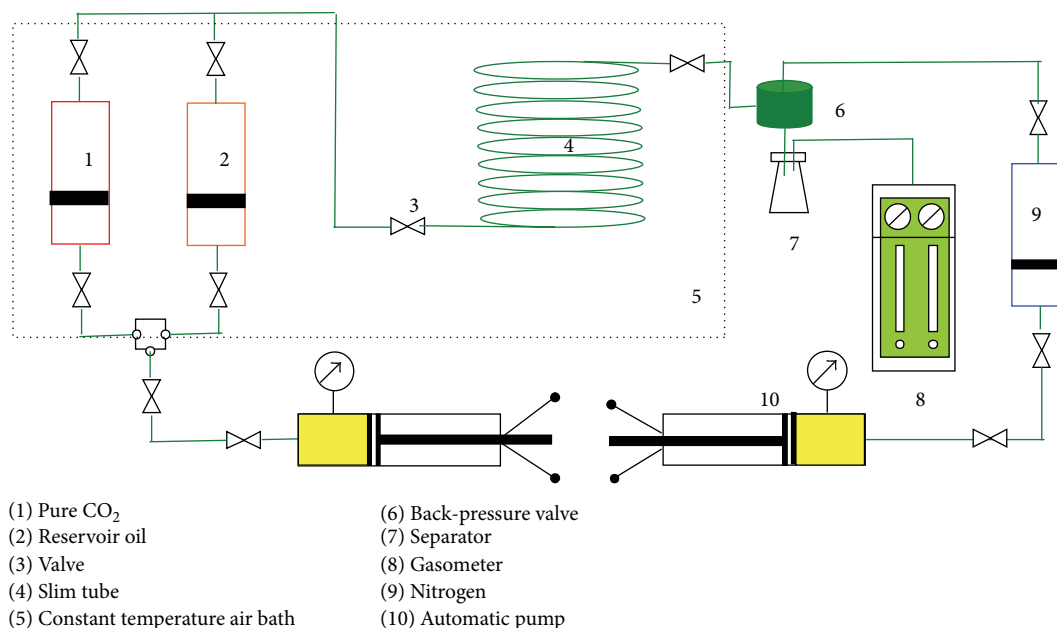 5
1
2
3
4
6
7
9
5
8
10
(1) Pure CO₂
(2) Reservoir oil
(3) Valve
(4) Slim tube
(5) Constant temperature air bath
(6) Back-pressure valve
(7) Separator
(8) Gasometer
(9) Nitrogen
(10) Automatic pump